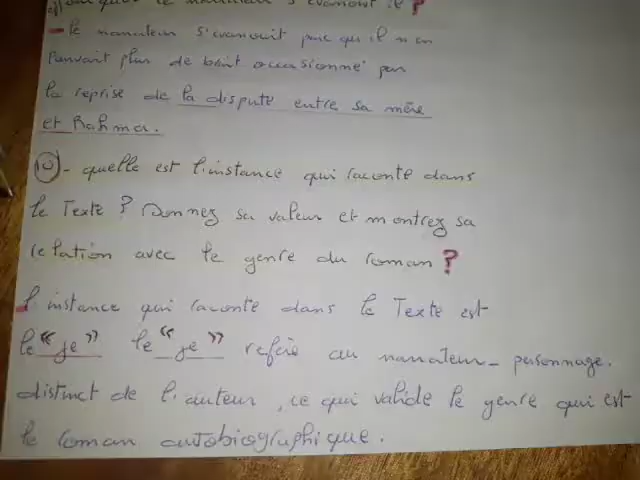 le narrateur s'evanouit parce qu'il n'en
Pouvait plus de bruit occasionné par
la reprise de la dispute entre sa mère
et Rahma.
10 - quelle est l'instance qui raconte dans
le Texte ? Donnez sa valeur et montrez sa
relation avec le genre du roman ?
L'instance qui raconte dans le Texte est
le "je" le "je" refère au narrateur - personnage.
distinct de l'auteur, ce qui valide le genre qui est
le roman autobiographique.